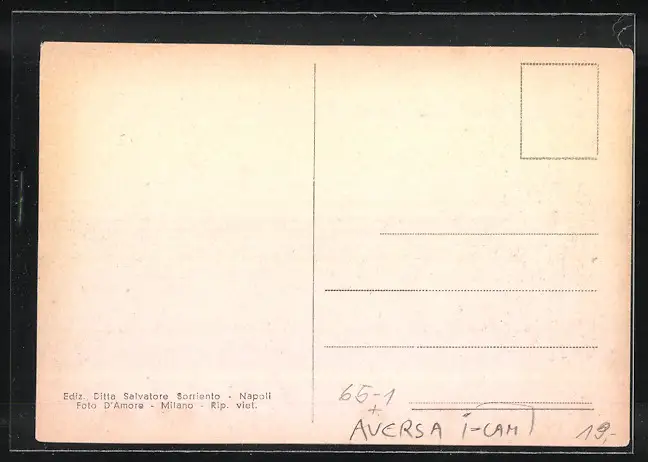 Ediz. Ditta Salvatore Sorriento - Napoli
Foto D'Amore - Milano - Rip. viet.
65-1
+
AVERSA i-CAM
19,-